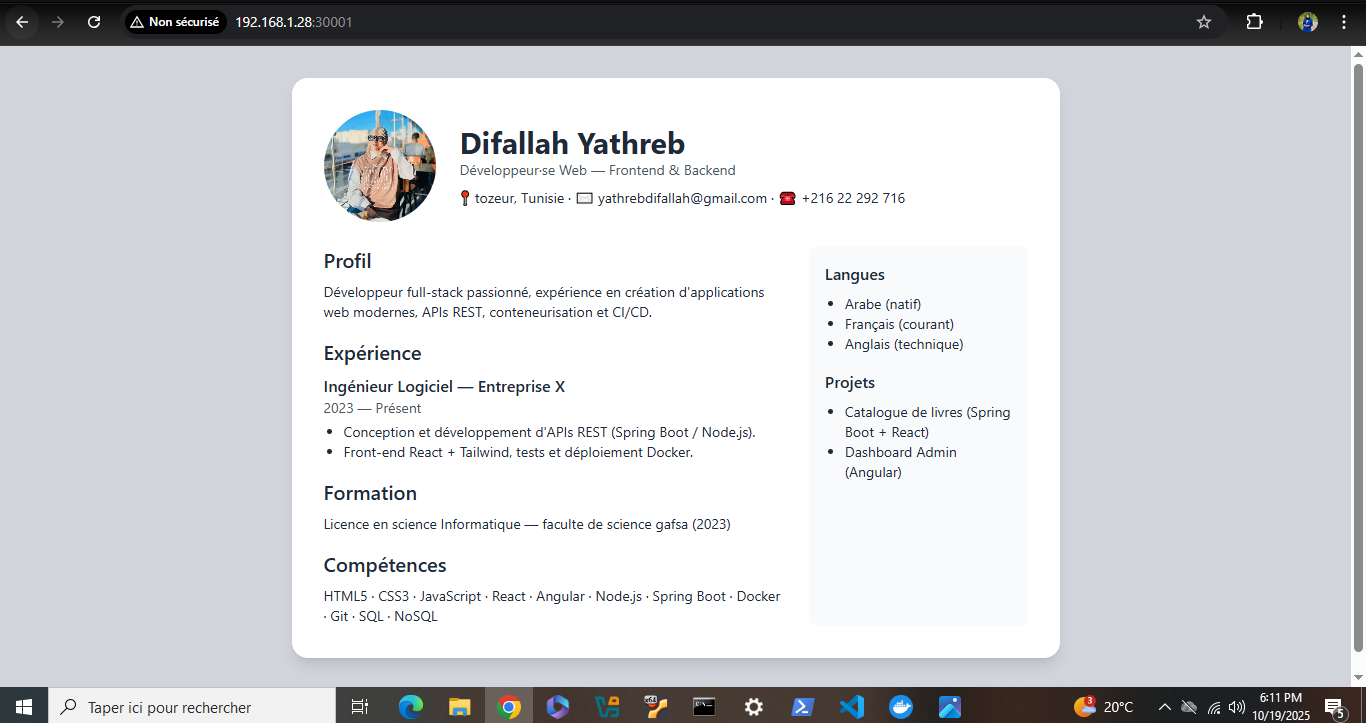 Non sécurisé
192.168.1.28:30001
Difallah Yathreb
Développeur·se Web — Frontend & Backend
tozeur, Tunisie · yathrebdifallah@gmail.com · +216 22 292 716
Profil
Développeur full-stack passionné, expérience en création d'applications
web modernes, APIs REST, conteneurisation et CI/CD.
Expérience
Ingénieur Logiciel — Entreprise X
2023 — Présent
• Conception et développement d'APIs REST (Spring Boot / Node.js).
• Front-end React + Tailwind, tests et déploiement Docker.
Formation
Licence en science Informatique — faculte de science gafsa (2023)
Compétences
HTML5 · CSS3 · JavaScript · React · Angular · Node.js · Spring Boot · Docker
· Git · SQL · NoSQL
Langues
• Arabe (natif)
• Français (courant)
• Anglais (technique)
Projets
• Catalogue de livres (Spring
Boot + React)
• Dashboard Admin
(Angular)
Taper ici pour rechercher
3
20°C
6:11 PM
10/19/2025
5